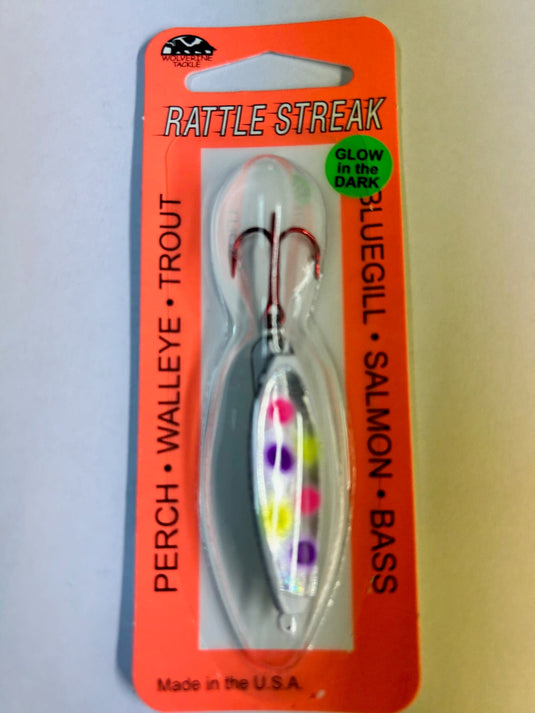 WOLVERINE
TACKLE
RATTLE STREAK
GLOW
in the
DARK
PERCH • WALLEYE • TROUT
BLUEGILL • SALMON • BASS
Made in the U.S.A.